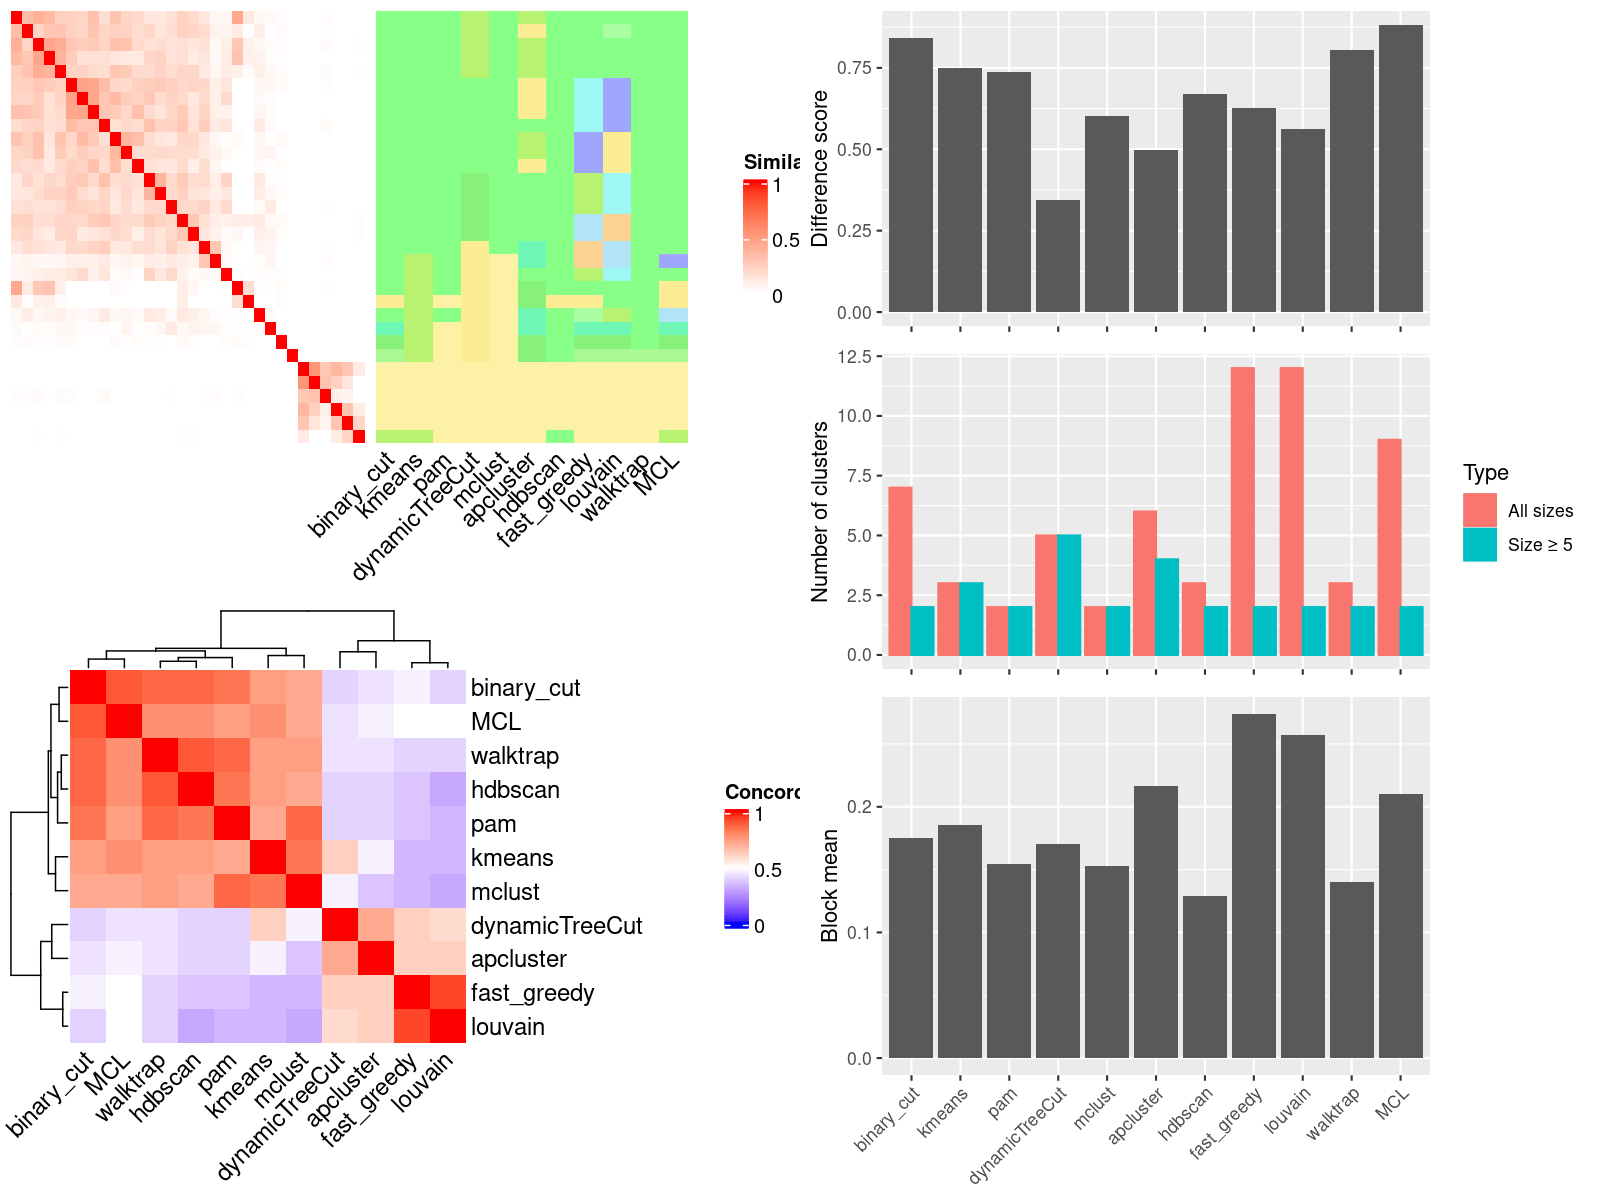 Simila
1
0.5
0
binary_cut
kmeans
pam
dynamicTreeCut
mclust
apcluster
hdbscan
fast_greedy
louvain
walktrap
MCL
binary_cut
MCL
walktrap
hdbscan
pam
kmeans
mclust
dynamicTreeCut
apcluster
fast_greedy
louvain
binary_cut
MCL
walktrap
hdbscan
pam
kmeans
mclust
dynamicTreeCut
apcluster
fast_greedy
louvain
Concord
1
0.5
0
Difference score
0.75
0.50
0.25
0.00
Number of clusters
12.5
10.0
7.5
5.0
2.5
0.0
Type
All sizes
Size ≥ 5
Block mean
0.2
0.1
0.0
binary_cut
kmeans
pam
dynamicTreeCut
mclust
apcluster
hdbscan
fast_greedy
louvain
walktrap
MCL